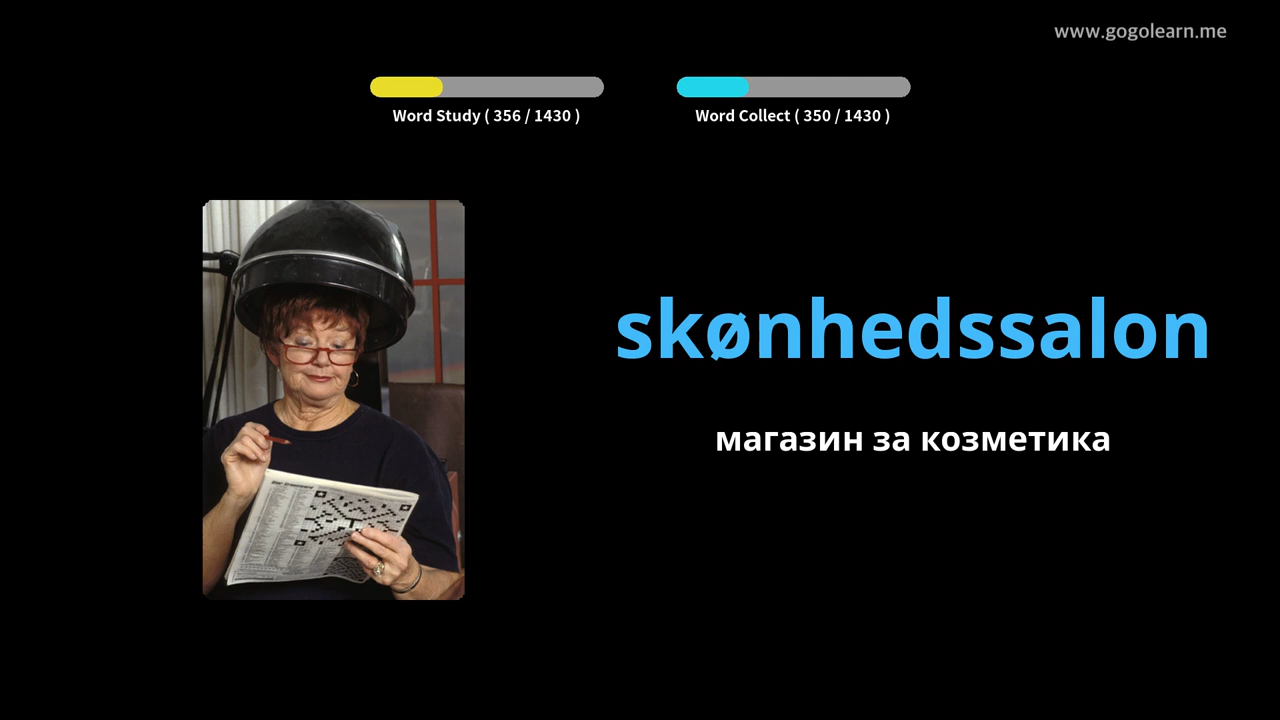 www.gogolearn.me
Word Study ( 356 / 1430 )
Word Collect ( 350 / 1430 )
skønhedssalon
магазин за козметика